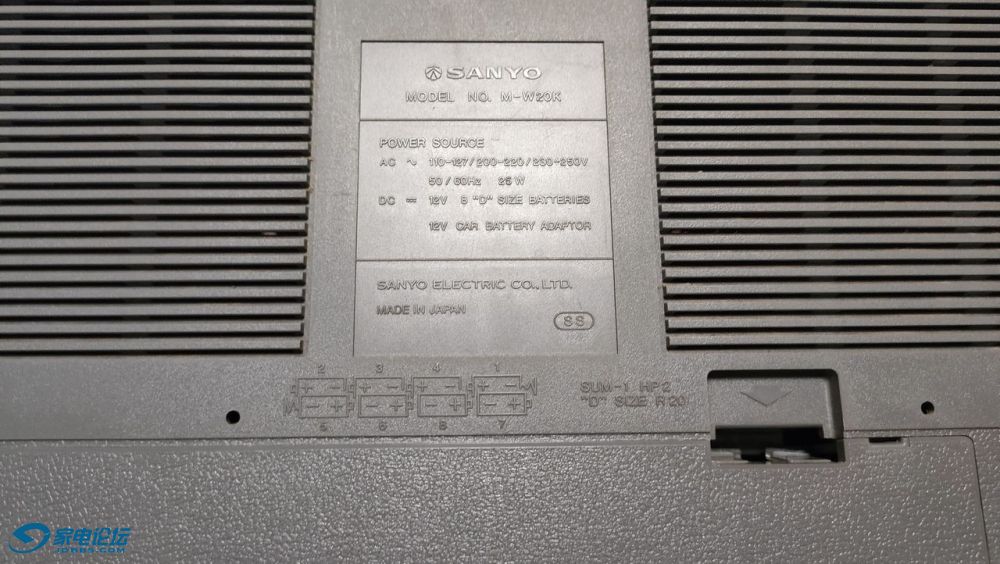 SANYO
MODEL NO. M-W20K
POWER SOURCE
AC ∿ 110-127/200-220/230-250V
50/60Hz 25W
DC ⎓ 12V 8 "D" SIZE BATTERIES
12V CAR BATTERY ADAPTOR
SANYO ELECTRIC CO.,LTD.
MADE IN JAPAN
SS
2 3 4 1
+ - + - + - + -
- + - + - + - +
5 6 8 7
SUM-1 HP2
"D" SIZE R20
家电论坛
JDBBS.COM